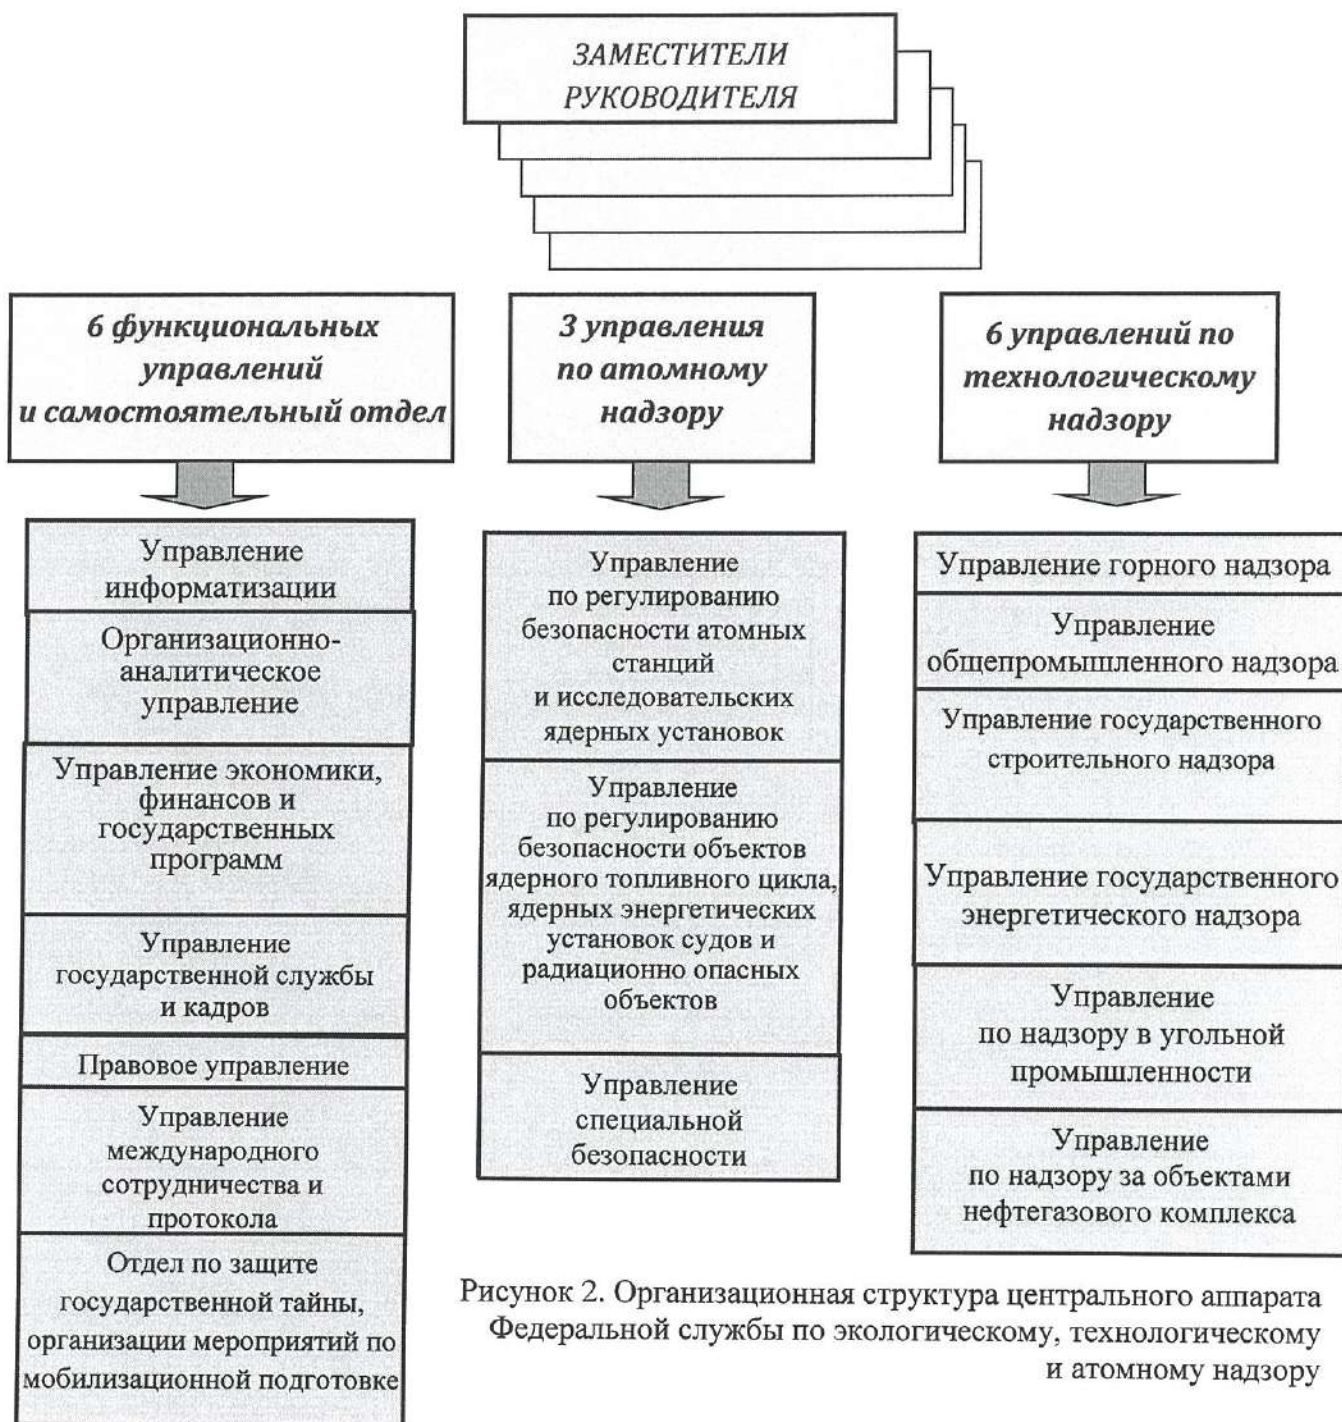 ЗАМЕСТИТЕЛИ
РУКОВОДИТЕЛЯ
6 функциональных
управлений
и самостоятельный отдел
3 управления
по атомному
надзору
6 управлений по
технологическому
надзору
Управление
информатизации
Организационно-
аналитическое
управление
Управление экономики,
финансов и
государственных
программ
Управление
государственной службы
и кадров
Правовое управление
Управление
международного
сотрудничества и
протокола
Отдел по защите
государственной тайны,
организации мероприятий по
мобилизационной подготовке
Управление
по регулированию
безопасности атомных
станций
и исследовательских
ядерных установок
Управление
по регулированию
безопасности объектов
ядерного топливного цикла,
ядерных энергетических
установок судов и
радиационно опасных
объектов
Управление
специальной
безопасности
Управление горного надзора
Управление
общепромышленного надзора
Управление государственного
строительного надзора
Управление государственного
энергетического надзора
Управление
по надзору в угольной
промышленности
Управление
по надзору за объектами
нефтегазового комплекса
Рисунок 2. Организационная структура центрального аппарата
Федеральной службы по экологическому, технологическому
и атомному надзору